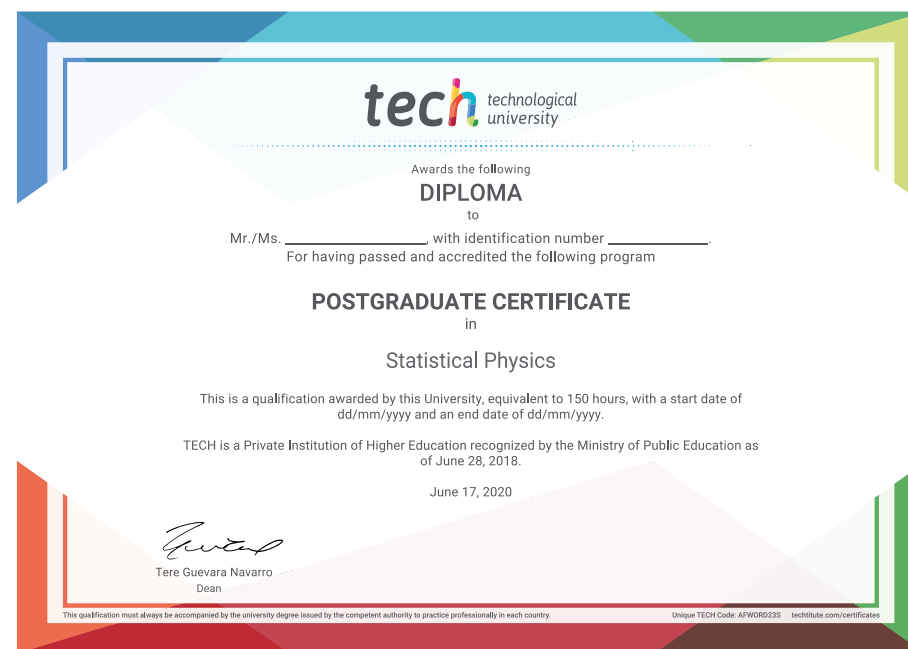 tech technological
university
Awards the following
DIPLOMA
to
Mr./Ms. ____________________, with identification number ______________.
For having passed and accredited the following program
POSTGRADUATE CERTIFICATE
in
Statistical Physics
This is a qualification awarded by this University, equivalent to 150 hours, with a start date of
dd/mm/yyyy and an end date of dd/mm/yyyy.
TECH is a Private Institution of Higher Education recognized by the Ministry of Public Education as
of June 28, 2018.
June 17, 2020
Tere Guevara Navarro
Dean
This qualification must always be accompanied by the university degree issued by the competent authority to practice professionally in each country. Unique TECH Code: AFWORD23S techtitute.com/certificates